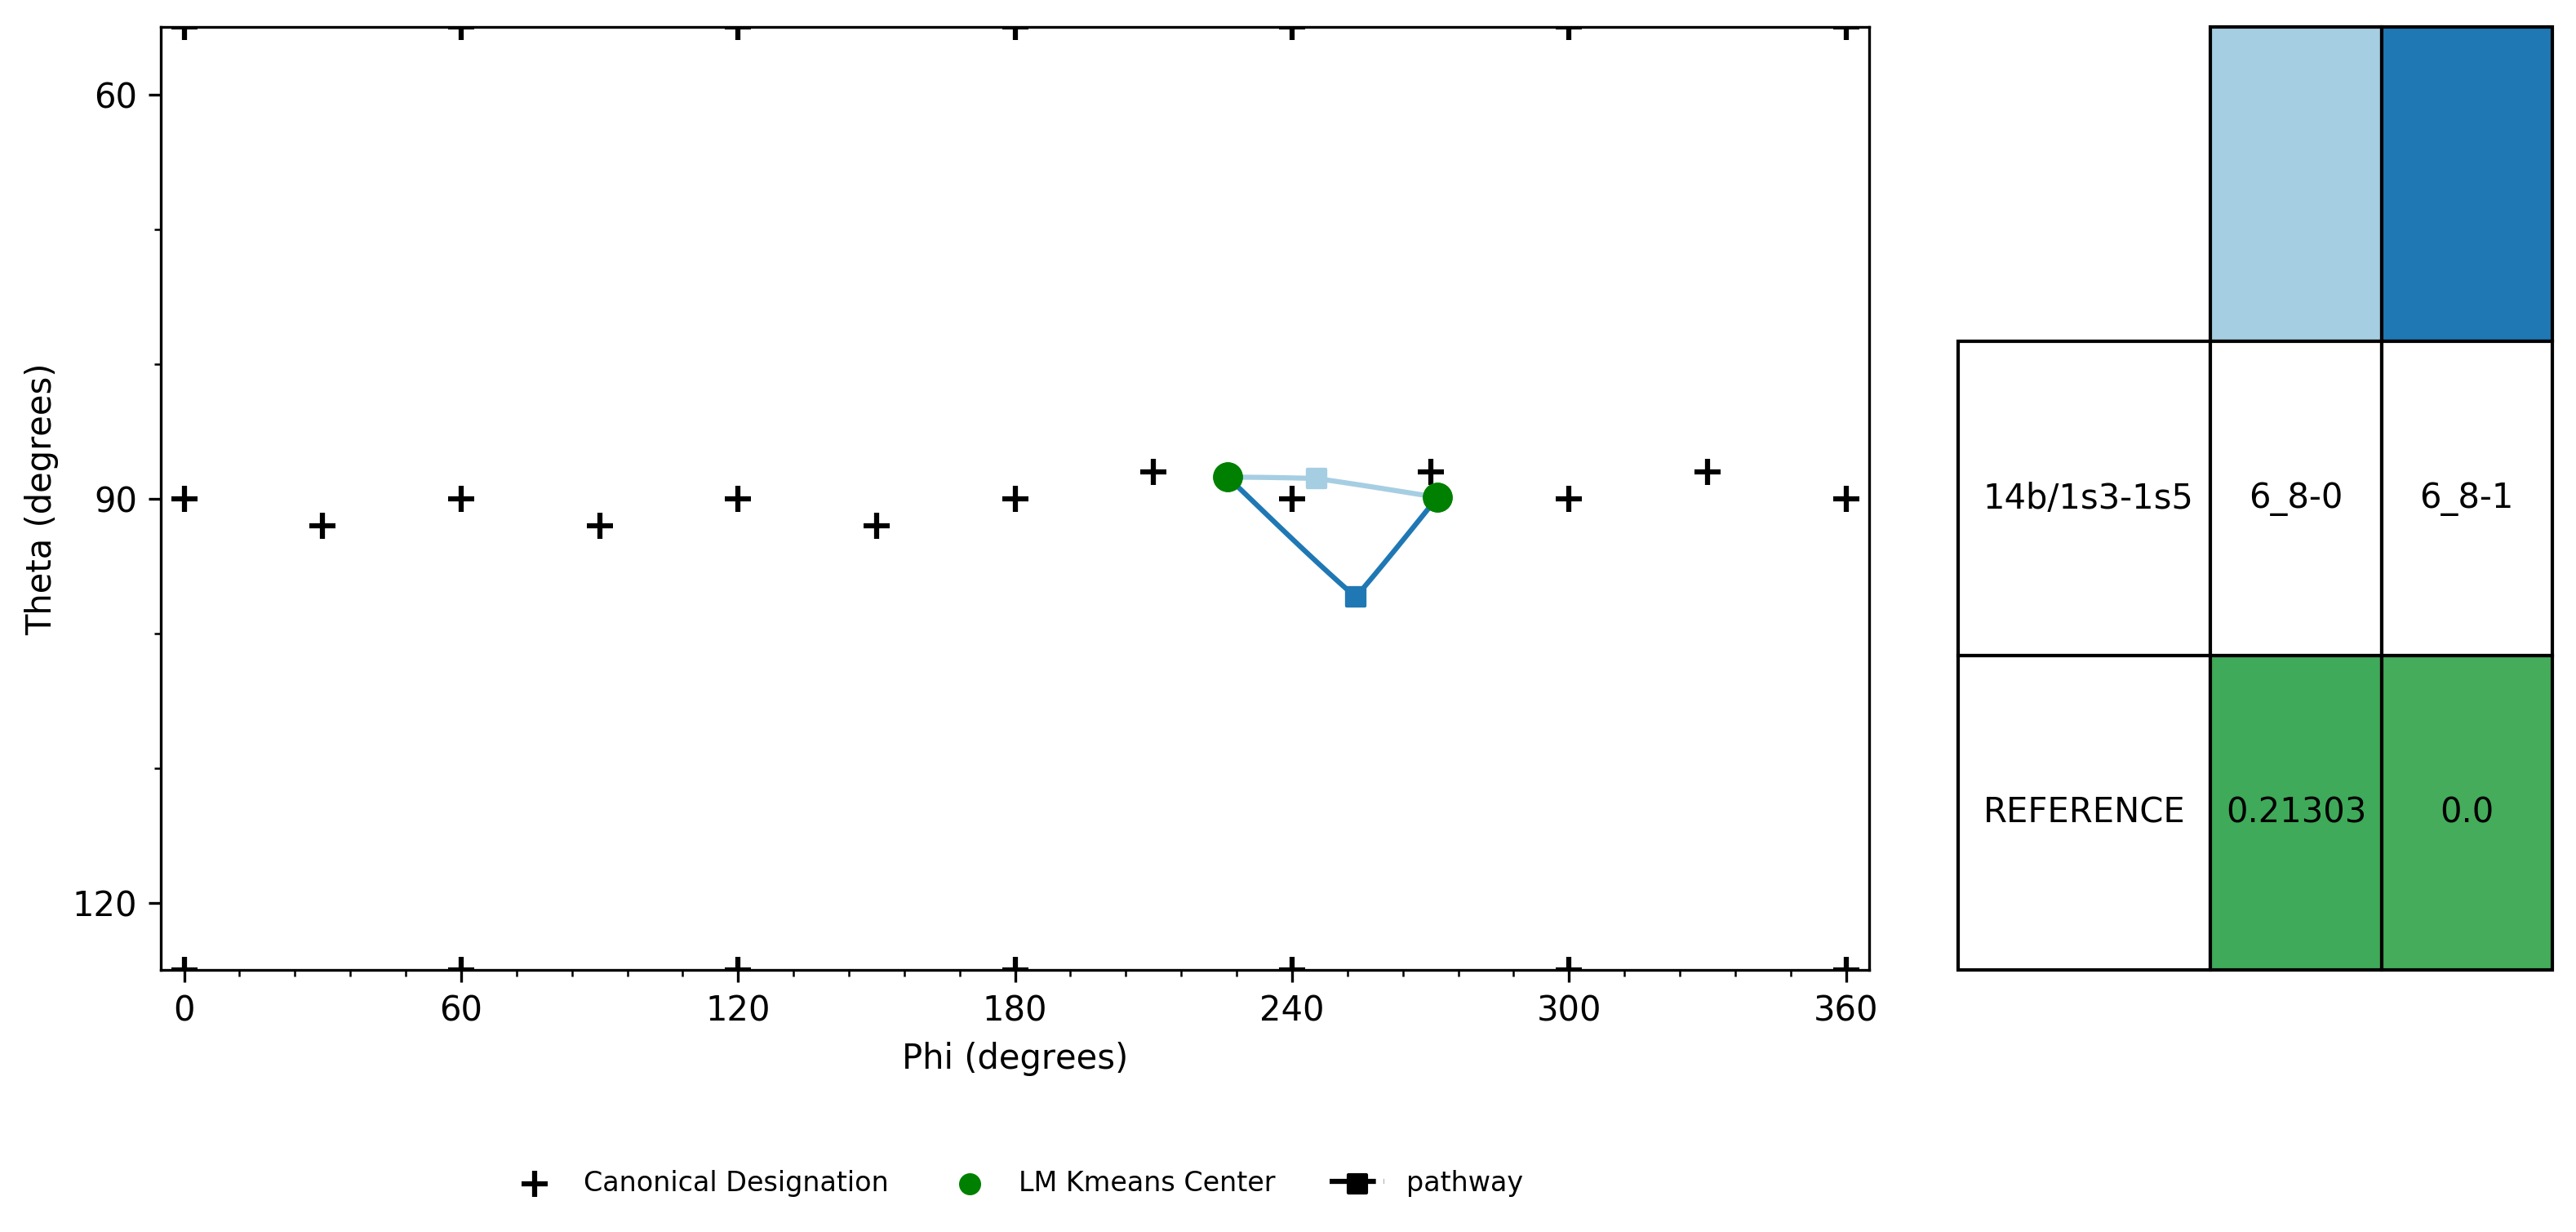 60
90
120
Theta (degrees)
0 60 120 180 240 300 360
Phi (degrees)
Canonical Designation LM Kmeans Center pathway
14b/1s3-1s5 6_8-0 6_8-1
REFERENCE 0.21303 0.0